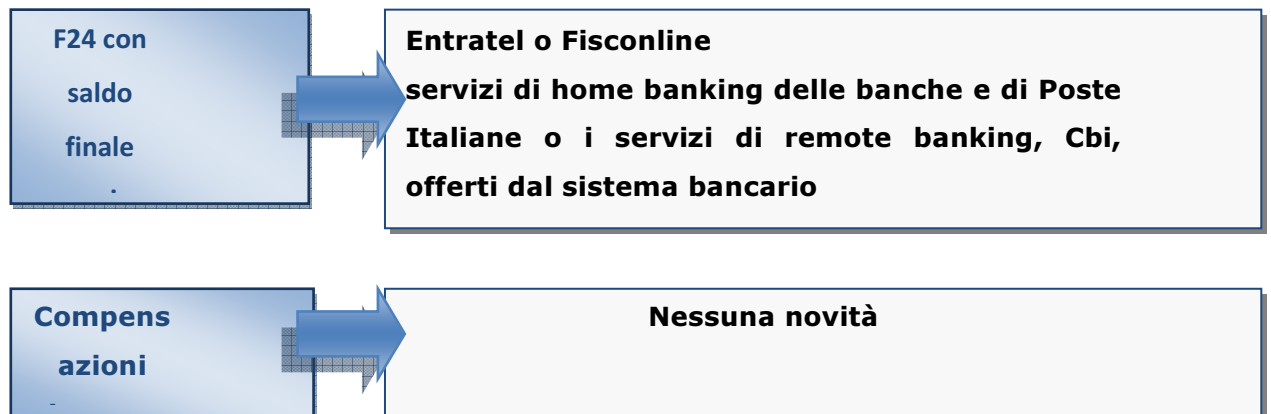 F24 con
saldo
finale
Entratel o Fisconline
servizi di home banking delle banche e di Poste
Italiane o i servizi di remote banking, Cbi,
offerti dal sistema bancario
Compens
azioni
Nessuna novità